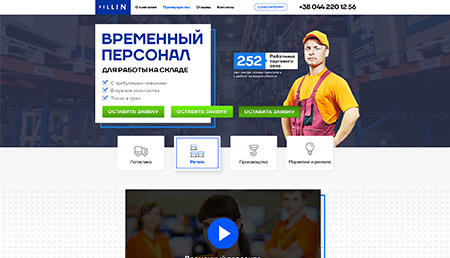 FILLIN
О компании Преимущества Отзывы Контакты
+38 044 220 12 56
ВРЕМЕННЫЙ
ПЕРСОНАЛ
ДЛЯ РАБОТЫ НА СКЛАДЕ
С требуемыми навыками
В нужном количестве
Точно в срок
252 Работника
торгового
зала
ОСТАВИТЬ ЗАЯВКУ ОСТАВИТЬ ЗАЯВКУ ОСТАВИТЬ ЗАЯВКУ
Логистика Ритейл Производство Маркетинг и реклама